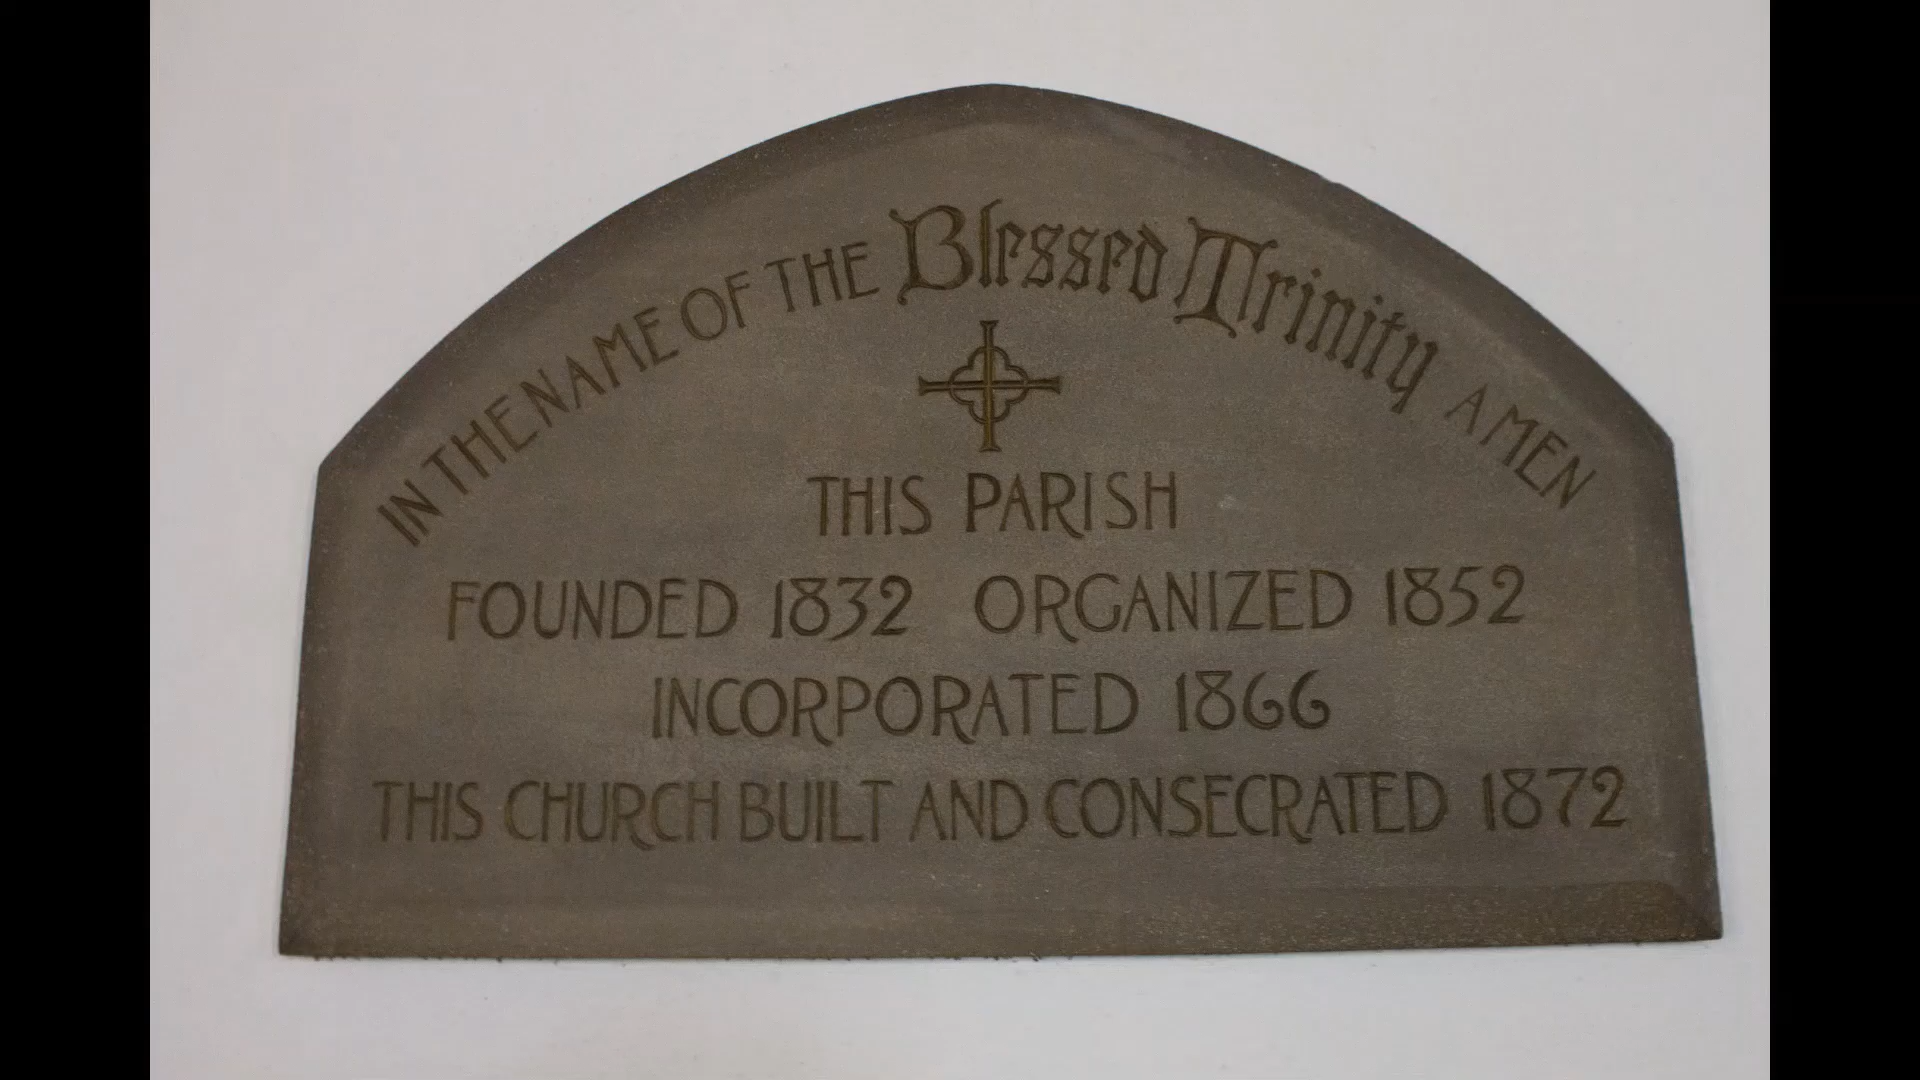 IN THE NAME OF THE Blessed Trinity AMEN
THIS PARISH
FOUNDED 1832 ORGANIZED 1852
INCORPORATED 1866
THIS CHURCH BUILT AND CONSECRATED 1872